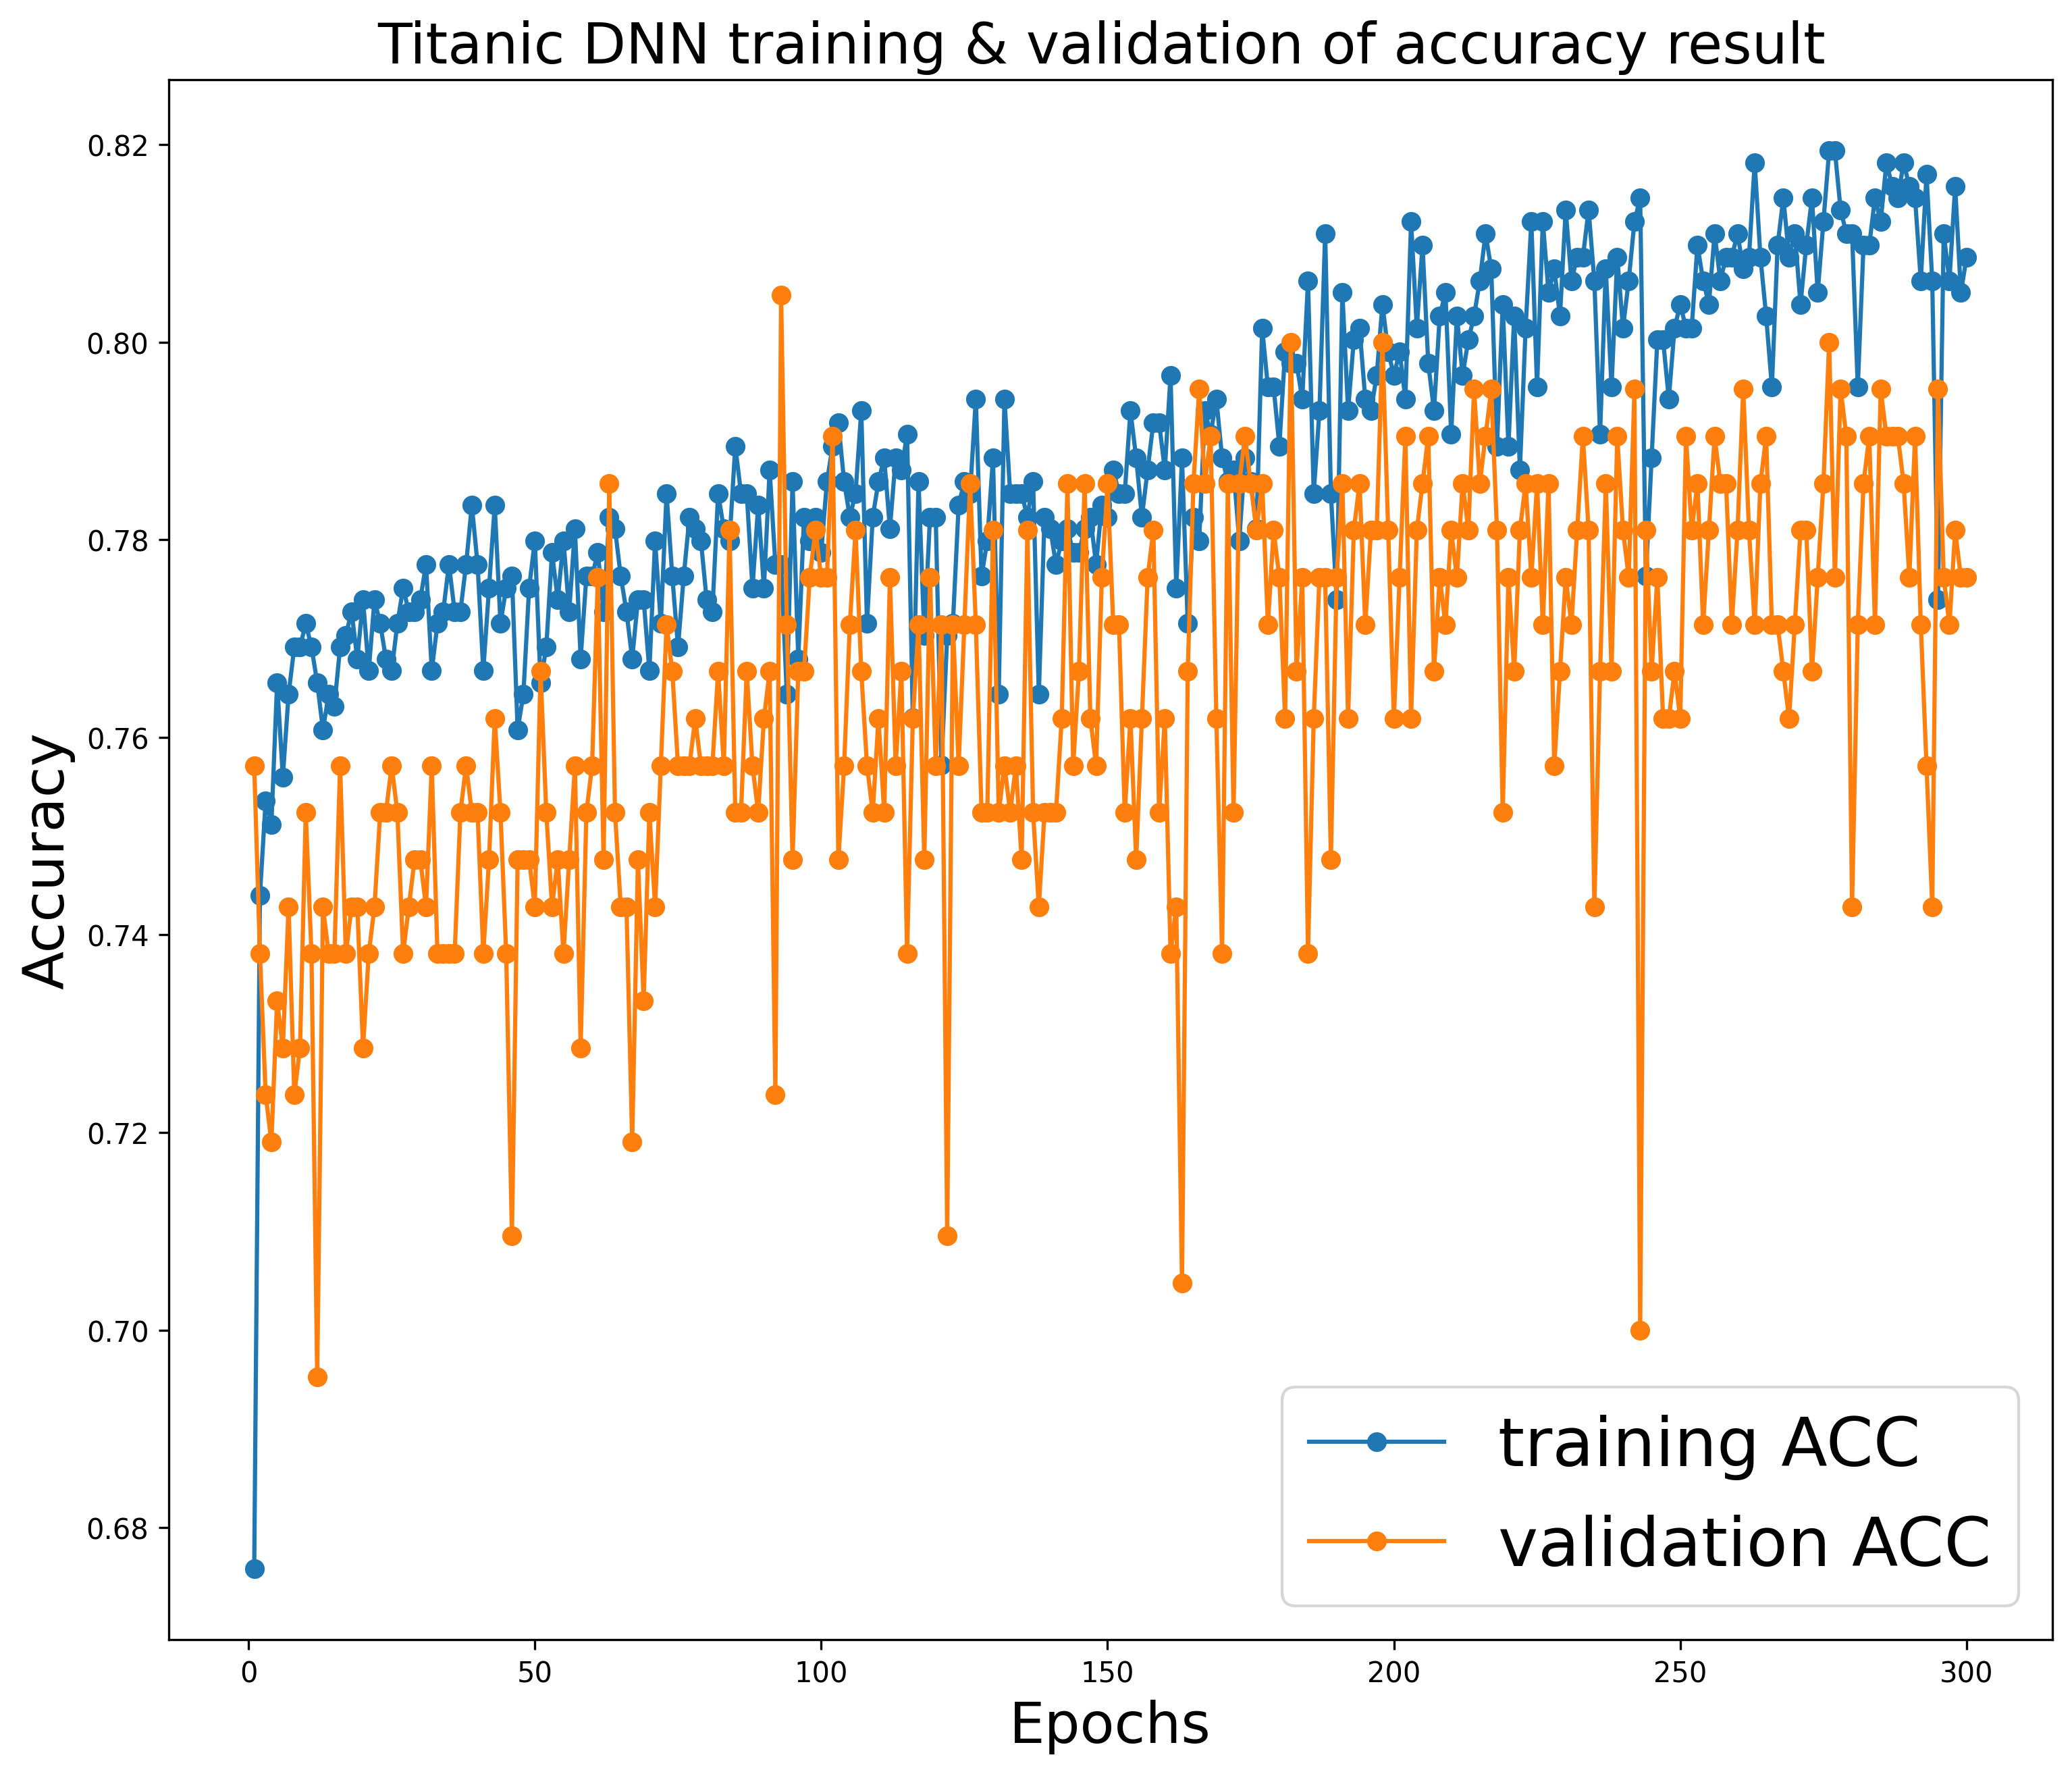 Titanic DNN training & validation of accuracy result
Accuracy
0.82
0.80
0.78
0.76
0.74
0.72
0.70
0.68
training ACC
validation ACC
0 50 100 150 200 250 300
Epochs